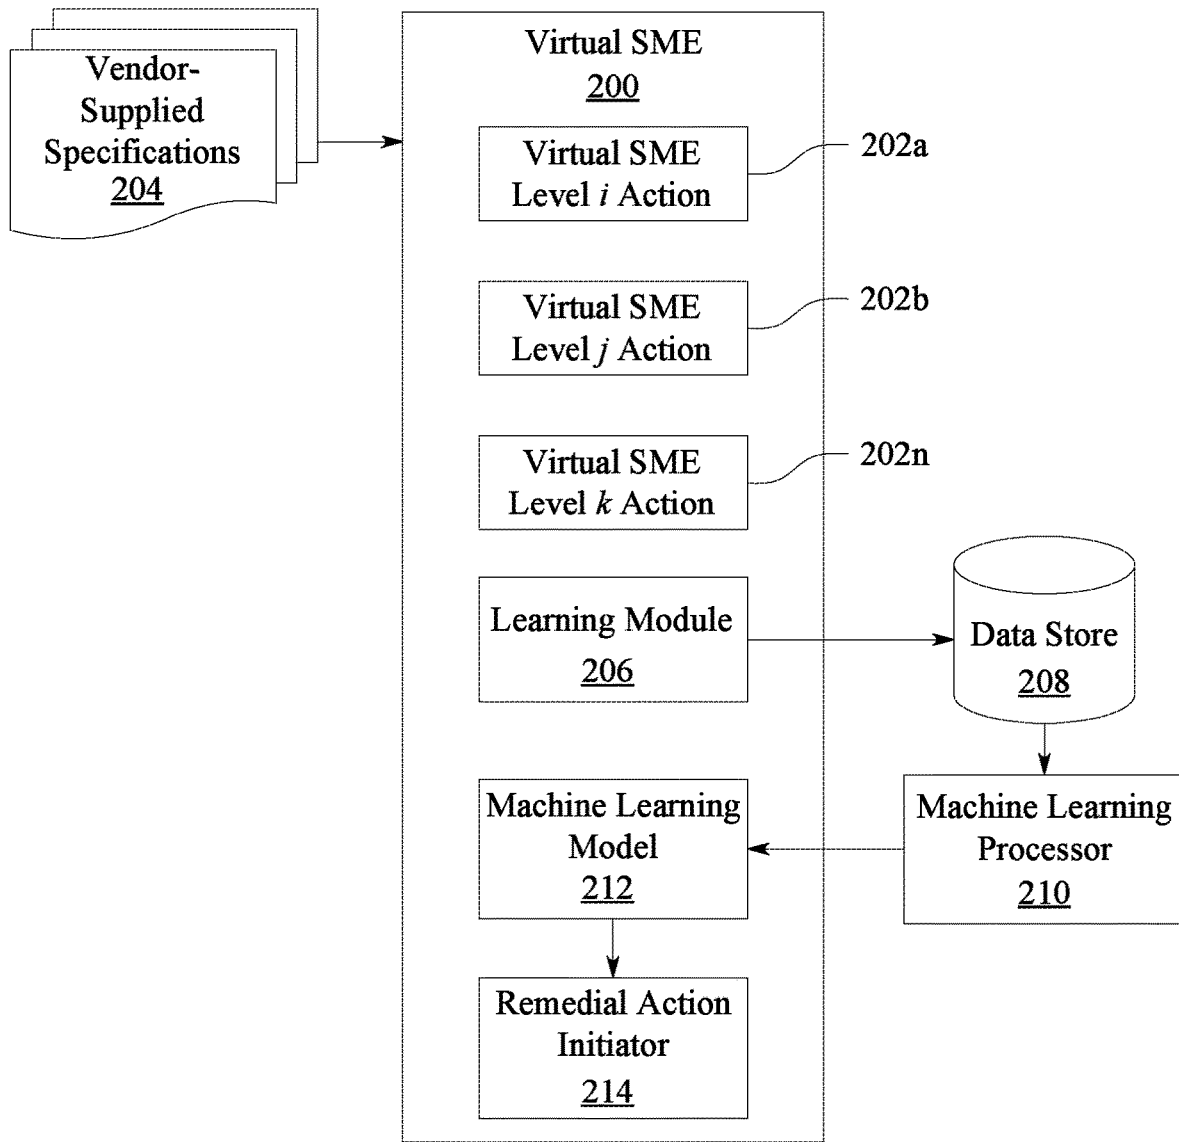 Vendor-
Supplied
Specifications
204
Virtual SME
200
Virtual SME
Level i Action
202a
Virtual SME
Level j Action
202b
Virtual SME
Level k Action
202n
Learning Module
206
Data Store
208
Machine Learning
Model
212
Machine Learning
Processor
210
Remedial Action
Initiator
214